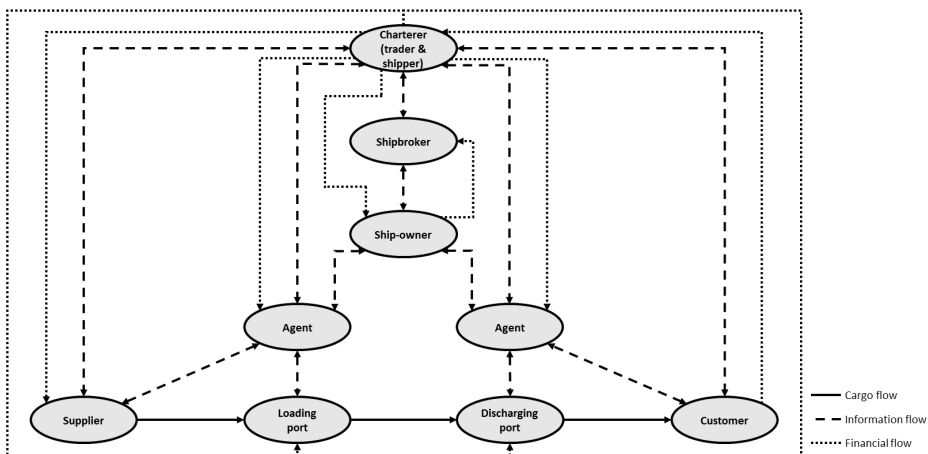 Charterer
(trader &
shipper)
Shipbroker
Ship-owner
Agent
Agent
Supplier
Loading
port
Discharging
port
Customer
Cargo flow
Information flow
Financial flow